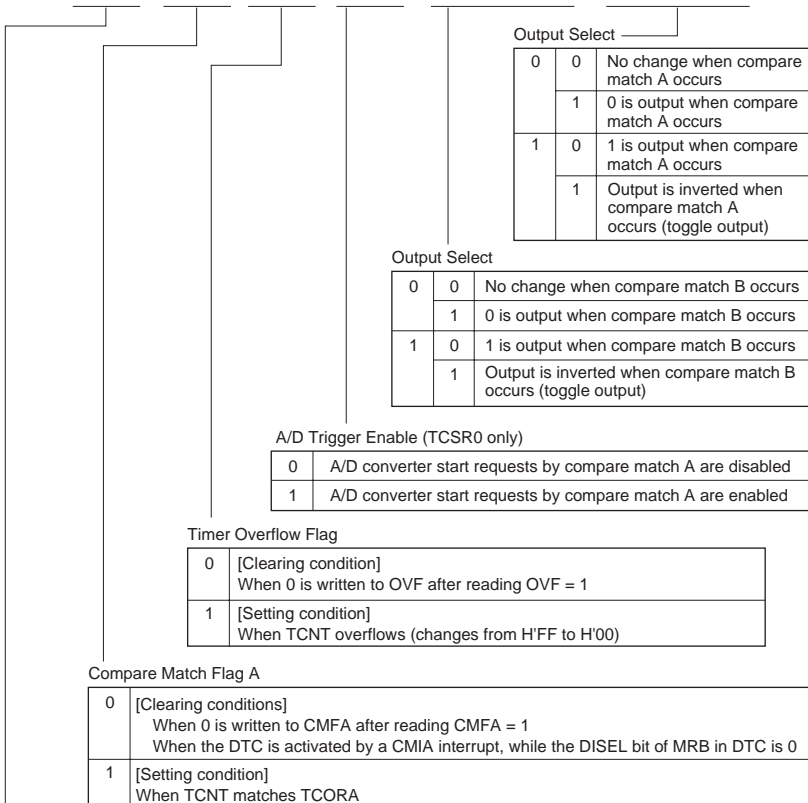 Output Select
0 0 No change when compare
match A occurs
1 0 is output when compare
match A occurs
1 0 1 is output when compare
match A occurs
1 Output is inverted when
compare match A
occurs (toggle output)
Output Select
0 0 No change when compare match B occurs
1 0 is output when compare match B occurs
1 0 1 is output when compare match B occurs
1 Output is inverted when compare match B
occurs (toggle output)
A/D Trigger Enable (TCSR0 only)
0 A/D converter start requests by compare match A are disabled
1 A/D converter start requests by compare match A are enabled
Timer Overflow Flag
0 [Clearing condition]
When 0 is written to OVF after reading OVF = 1
1 [Setting condition]
When TCNT overflows (changes from H'FF to H'00)
Compare Match Flag A
0 [Clearing conditions]
When 0 is written to CMFA after reading CMFA = 1
When the DTC is activated by a CMIA interrupt, while the DISEL bit of MRB in DTC is 0
1 [Setting condition]
When TCNT matches TCORA